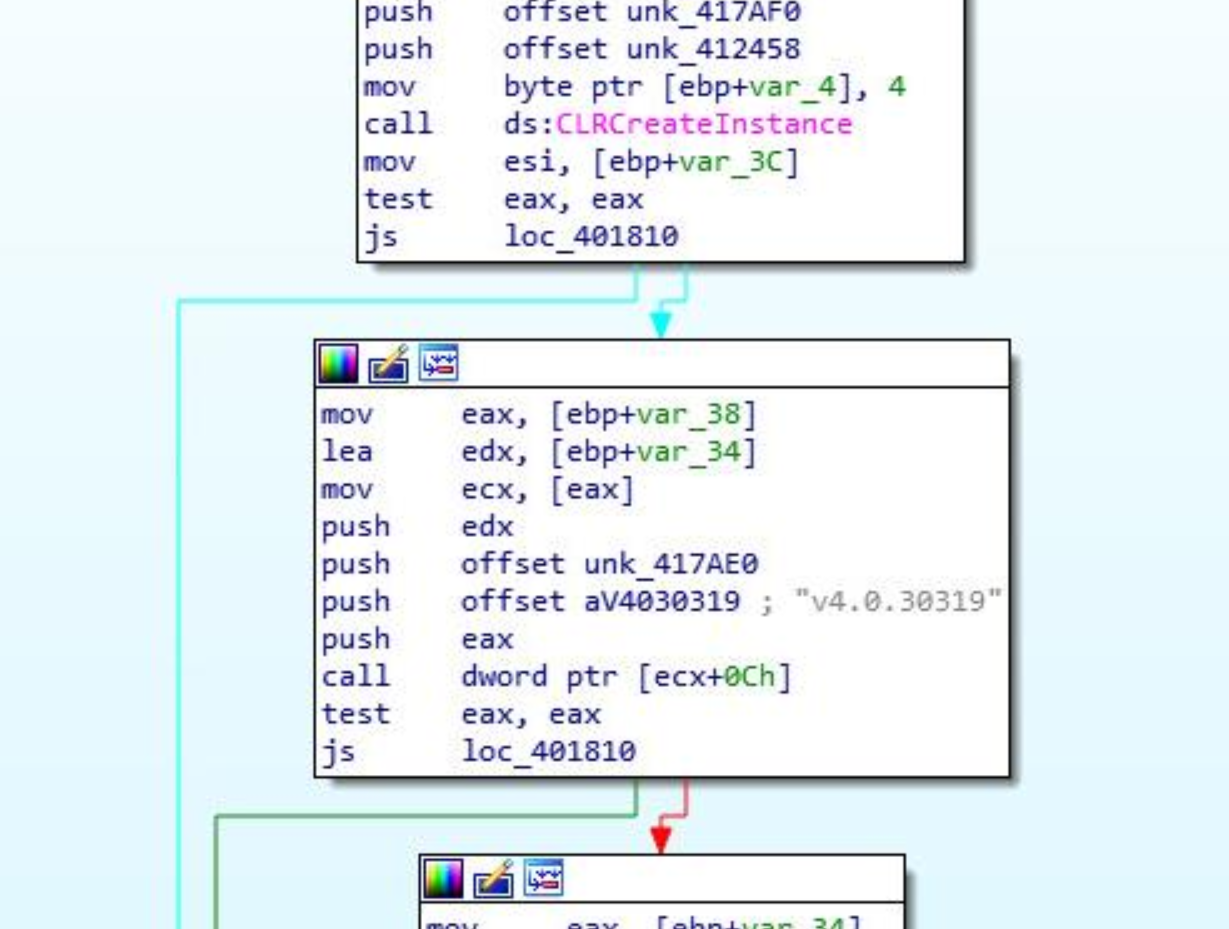 push    offset unk_417AF0
push    offset unk_412458
mov     byte ptr [ebp+var_4], 4
call    ds:CLRCreateInstance
mov     esi, [ebp+var_3C]
test    eax, eax
js      loc_401810
mov     eax, [ebp+var_38]
lea     edx, [ebp+var_34]
mov     ecx, [eax]
push    edx
push    offset unk_417AE0
push    offset aV4030319 ; "v4.0.30319"
push    eax
call    dword ptr [ecx+0Ch]
test    eax, eax
js      loc_401810
mov     eax, [ebp+var_34]